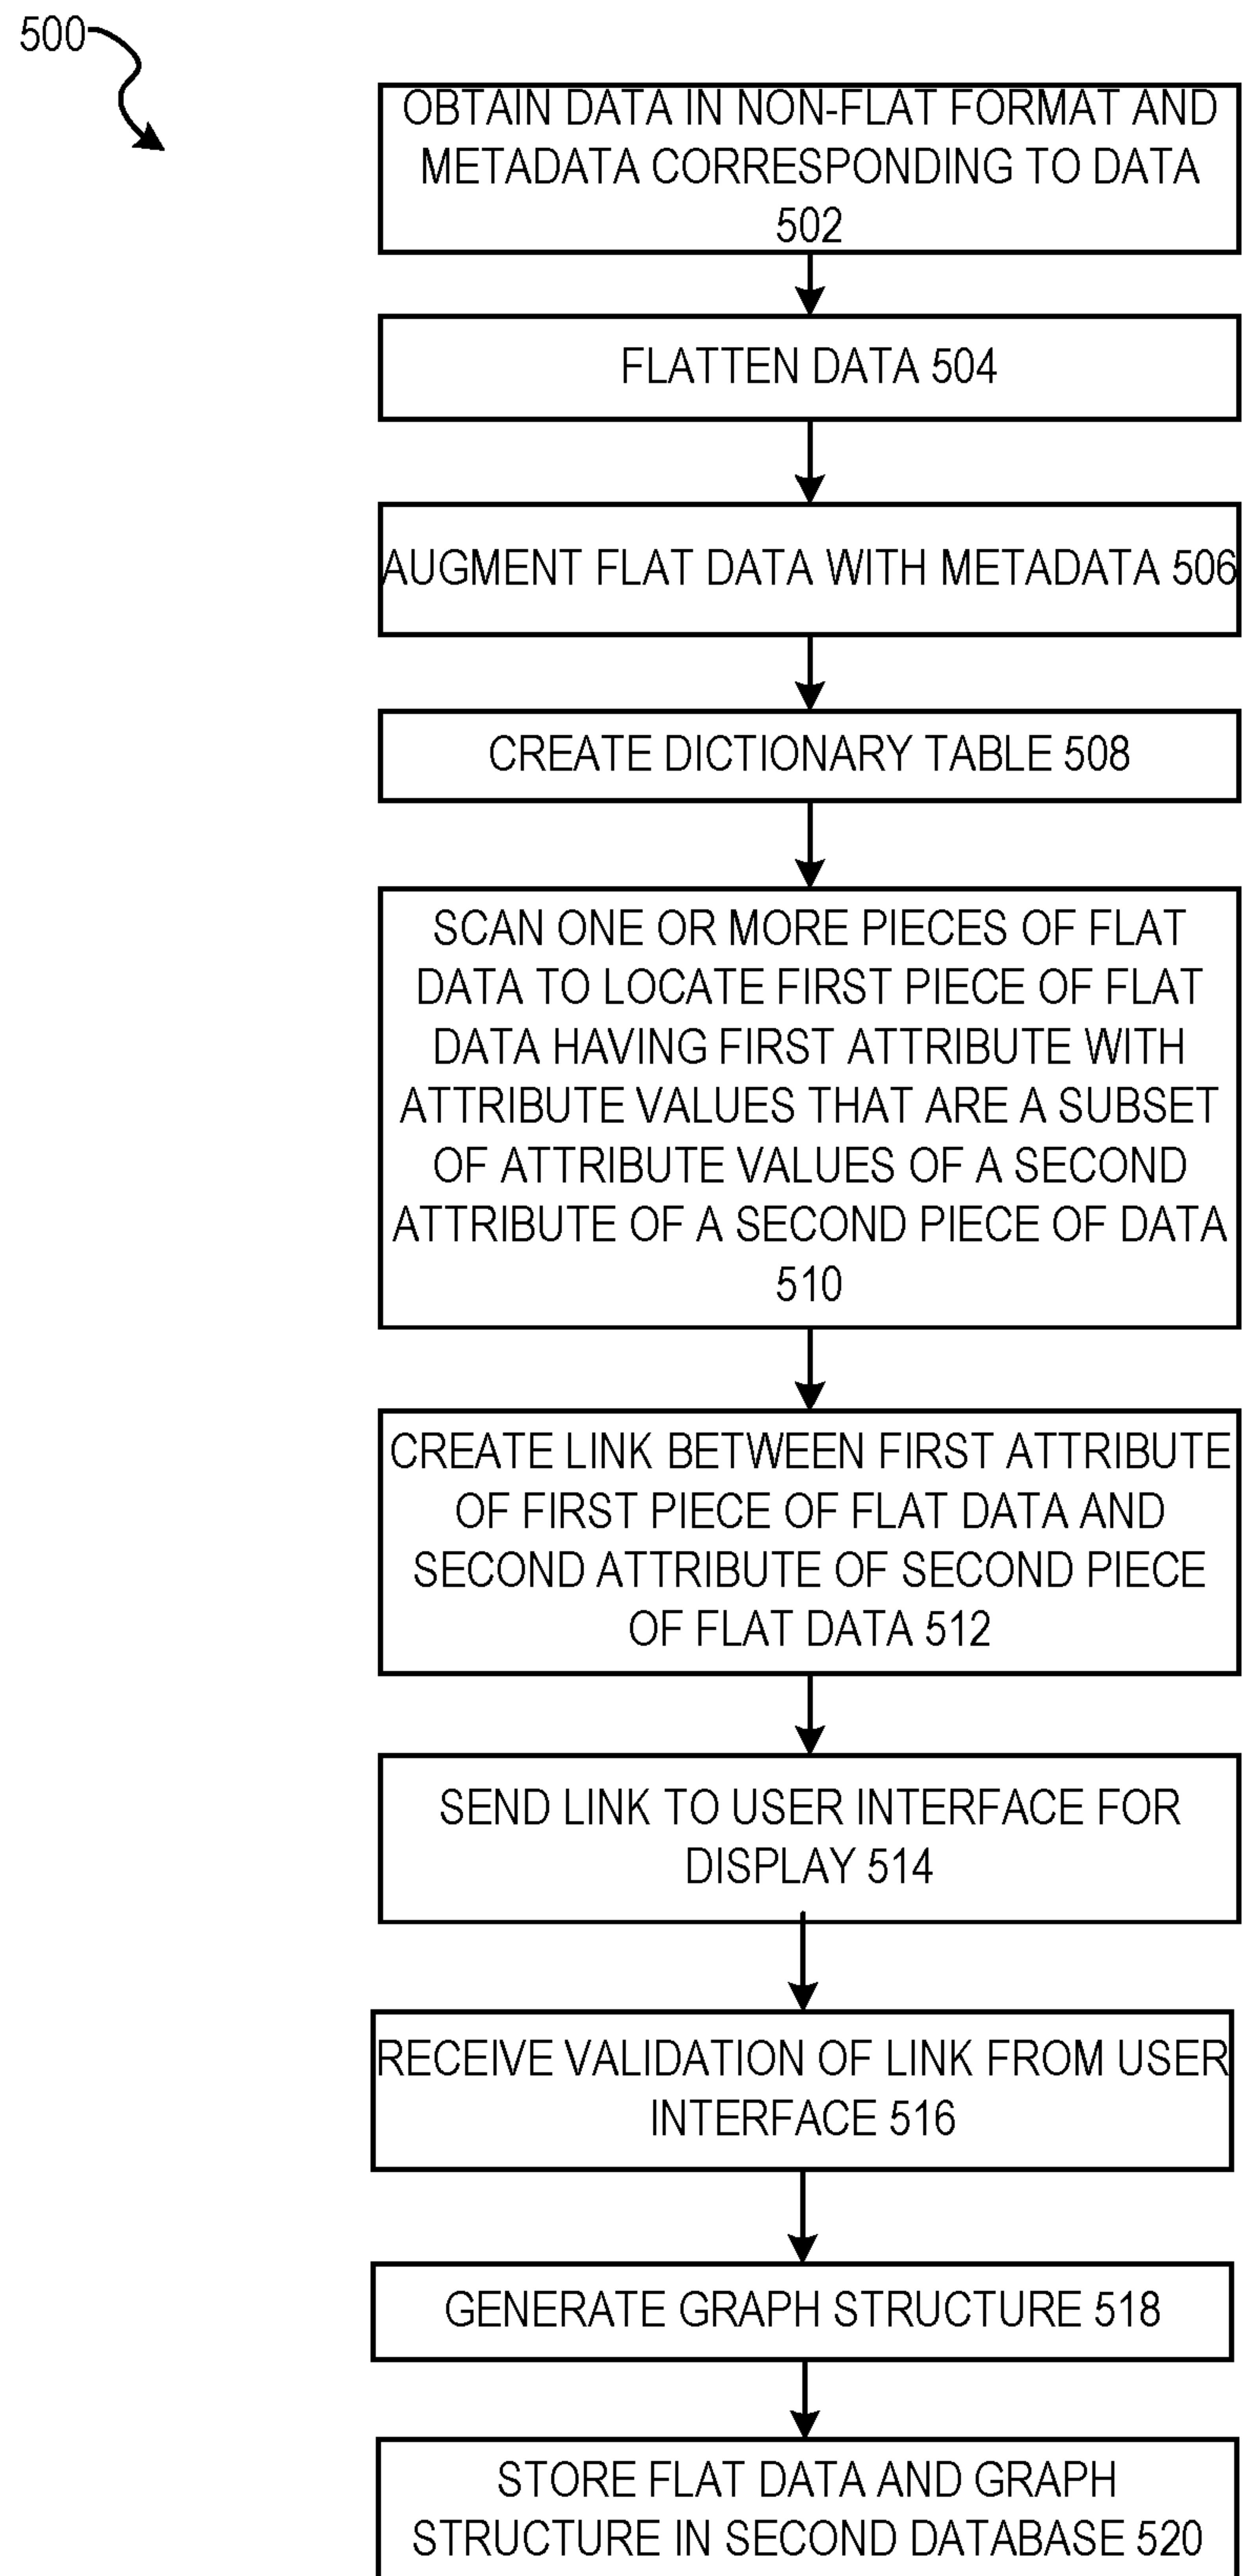 500
OBTAIN DATA IN NON-FLAT FORMAT AND
METADATA CORRESPONDING TO DATA
502
FLATTEN DATA 504
AUGMENT FLAT DATA WITH METADATA 506
CREATE DICTIONARY TABLE 508
SCAN ONE OR MORE PIECES OF FLAT
DATA TO LOCATE FIRST PIECE OF FLAT
DATA HAVING FIRST ATTRIBUTE WITH
ATTRIBUTE VALUES THAT ARE A SUBSET
OF ATTRIBUTE VALUES OF A SECOND
ATTRIBUTE OF A SECOND PIECE OF DATA
510
CREATE LINK BETWEEN FIRST ATTRIBUTE
OF FIRST PIECE OF FLAT DATA AND
SECOND ATTRIBUTE OF SECOND PIECE
OF FLAT DATA 512
SEND LINK TO USER INTERFACE FOR
DISPLAY 514
RECEIVE VALIDATION OF LINK FROM USER
INTERFACE 516
GENERATE GRAPH STRUCTURE 518
STORE FLAT DATA AND GRAPH
STRUCTURE IN SECOND DATABASE 520